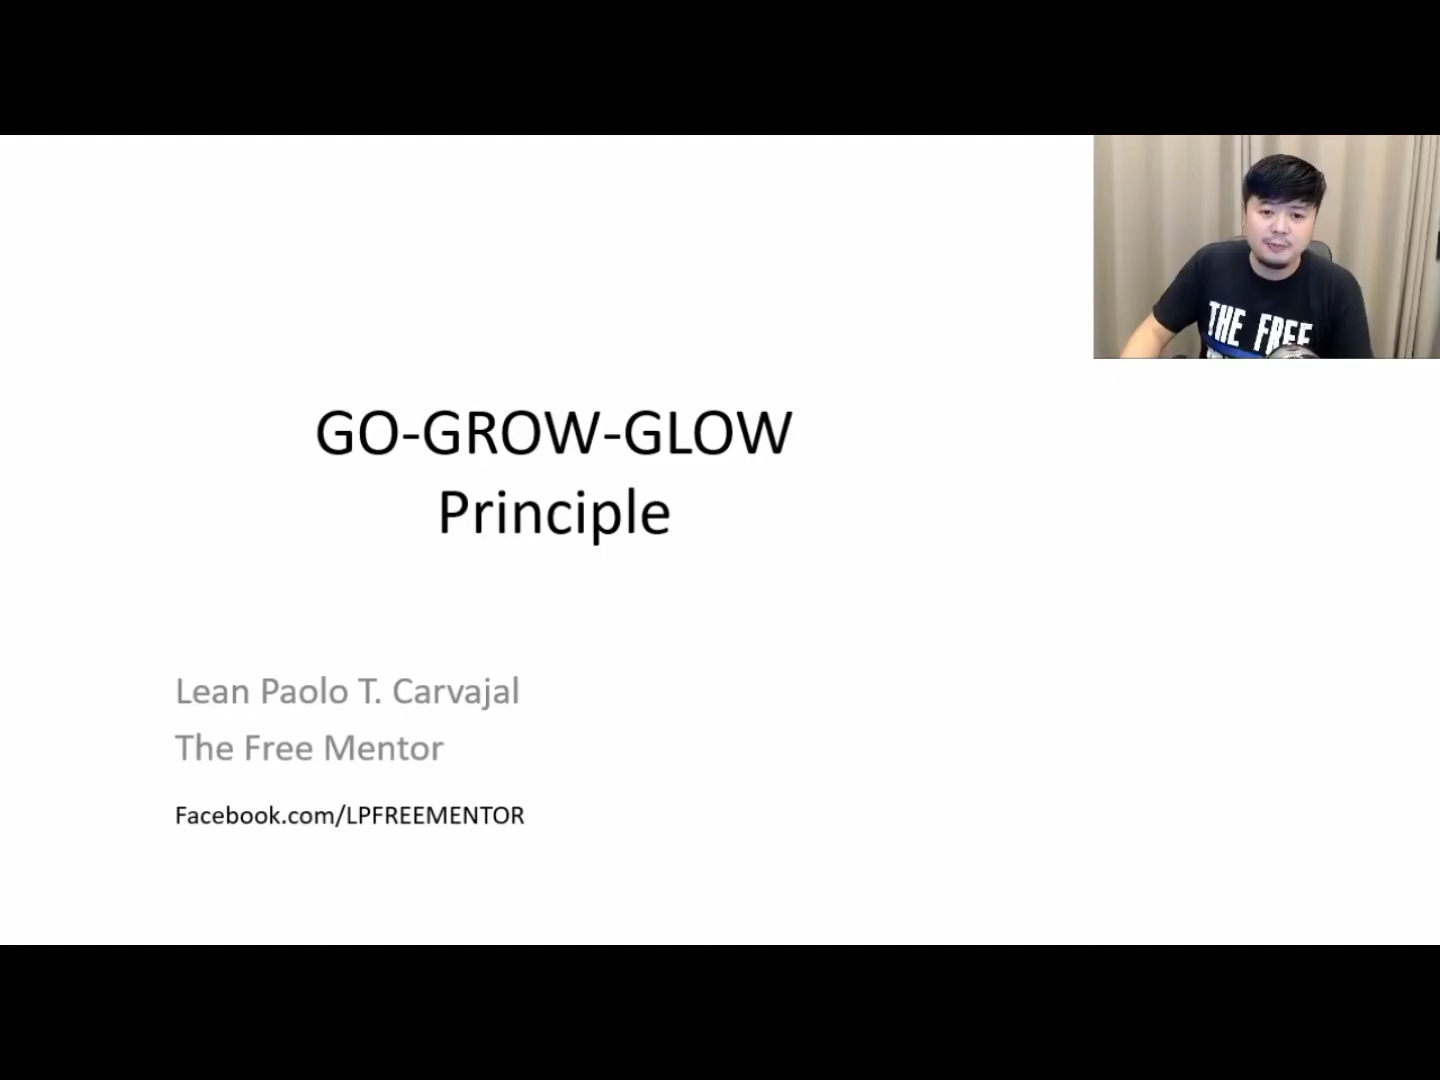 THE FREE
GO-GROW-GLOW
Principle
Lean Paolo T. Carvajal
The Free Mentor
Facebook.com/LPFREEMENTOR